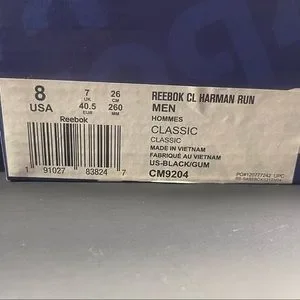 8 7 26
USA UK CM
40.5 260
EUR MM
Reebok
REEBOK CL HARMAN RUN
MEN
HOMMES
CLASSIC
CLASSIC
MADE IN VIETNAM
FABRIQUÉ AU VIETNAM
US-BLACK/GUM
CM9204
1 91027 83824 7